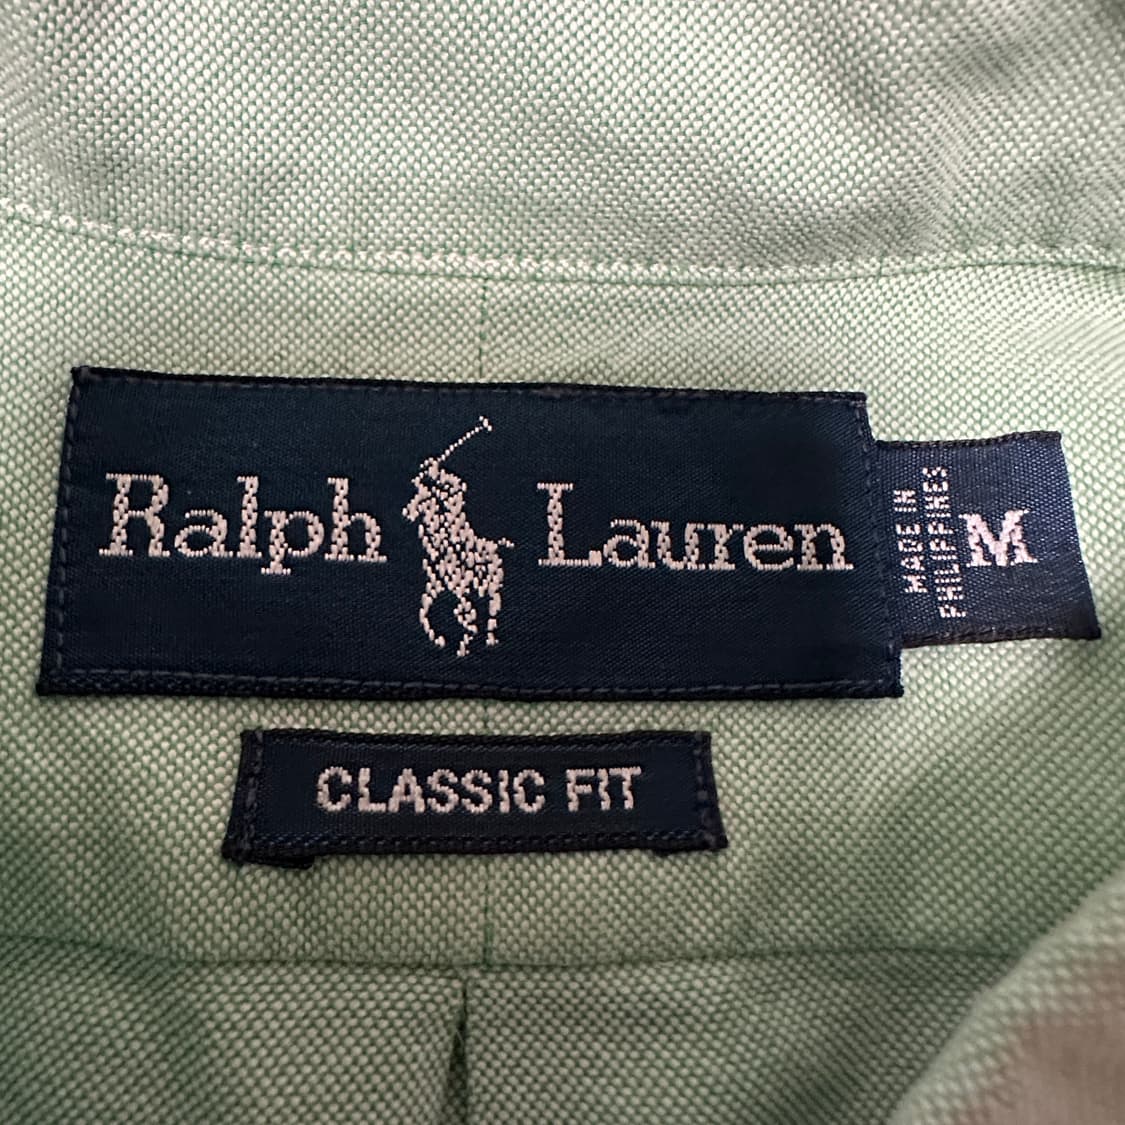 Ralph Lauren
MADE IN
PHILIPPINES
M
CLASSIC FIT